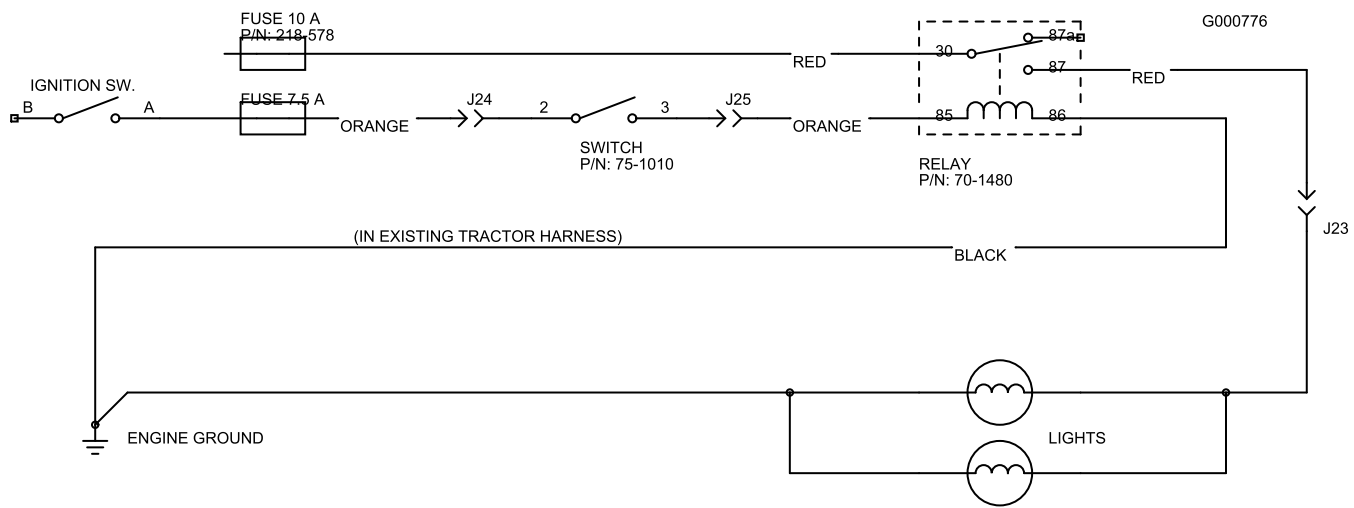 FUSE 10 A
P/N: 218-578
G000776
30
87a
RED
87
RED
IGNITION SW.
B
A
FUSE 7.5 A
ORANGE
J24
2
3
J25
ORANGE
85
86
SWITCH
P/N: 75-1010
RELAY
P/N: 70-1480
J23
(IN EXISTING TRACTOR HARNESS)
BLACK
ENGINE GROUND
LIGHTS